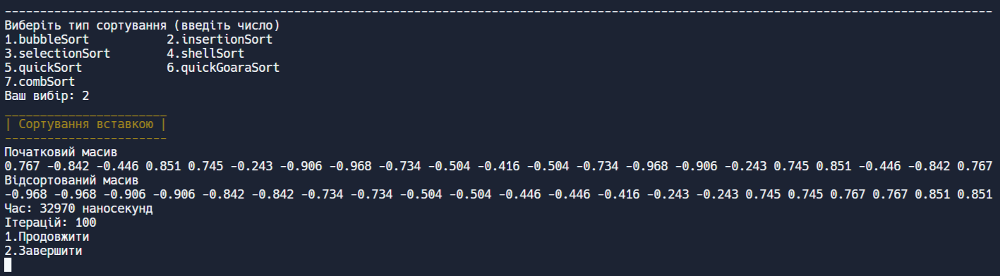 --------------------------------------------------------------------------------------------------------------------------------------------
Виберіть тип сортування (введіть число)
1.bubbleSort           2.insertionSort
3.selectionSort        4.shellSort
5.quickSort            6.quickGoaraSort
7.combSort
Ваш вибір: 2
_______________________
| Сортування вставкою |
-----------------------
Початковий масив
0.767 -0.842 -0.446 0.851 0.745 -0.243 -0.906 -0.968 -0.734 -0.504 -0.416 -0.504 -0.734 -0.968 -0.906 -0.243 0.745 0.851 -0.446 -0.842 0.767
Відсортований масив
-0.968 -0.968 -0.906 -0.906 -0.842 -0.842 -0.734 -0.734 -0.504 -0.504 -0.446 -0.446 -0.416 -0.243 -0.243 0.745 0.745 0.767 0.767 0.851 0.851
Час: 32970 наносекунд
Ітерацій: 100
1.Продовжити
2.Завершити